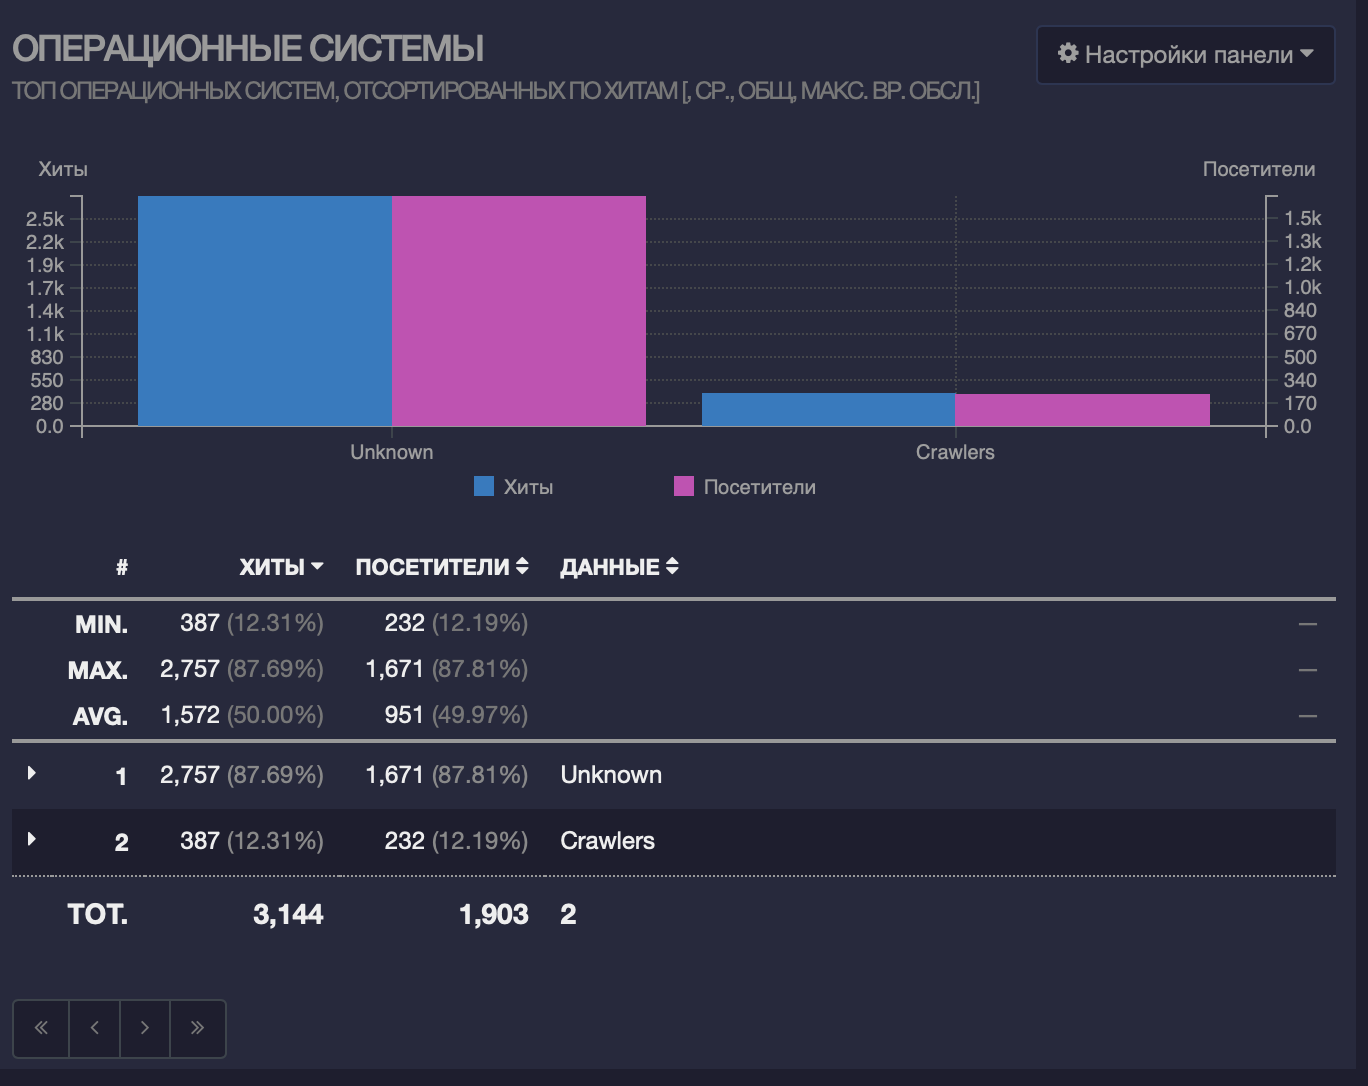 ОПЕРАЦИОННЫЕ СИСТЕМЫ
Настройки панели
ТОП ОПЕРАЦИОННЫХ СИСТЕМ, ОТСОРТИРОВАННЫХ ПО ХИТАМ [, СР., ОБЩ, МАКС. ВР. ОБСЛ.]
Хиты Посетители
2.5k 1.5k
2.2k 1.3k
1.9k 1.2k
1.7k 1.0k
1.4k 840
1.1k 670
830 500
550 340
280 170
0.0 0.0
Unknown Crawlers
Хиты Посетители
# ХИТЫ ПОСЕТИТЕЛИ ДАННЫЕ
MIN. 387 (12.31%) 232 (12.19%) —
MAX. 2,757 (87.69%) 1,671 (87.81%) —
AVG. 1,572 (50.00%) 951 (49.97%) —
1 2,757 (87.69%) 1,671 (87.81%) Unknown
2 387 (12.31%) 232 (12.19%) Crawlers
TOT. 3,144 1,903 2